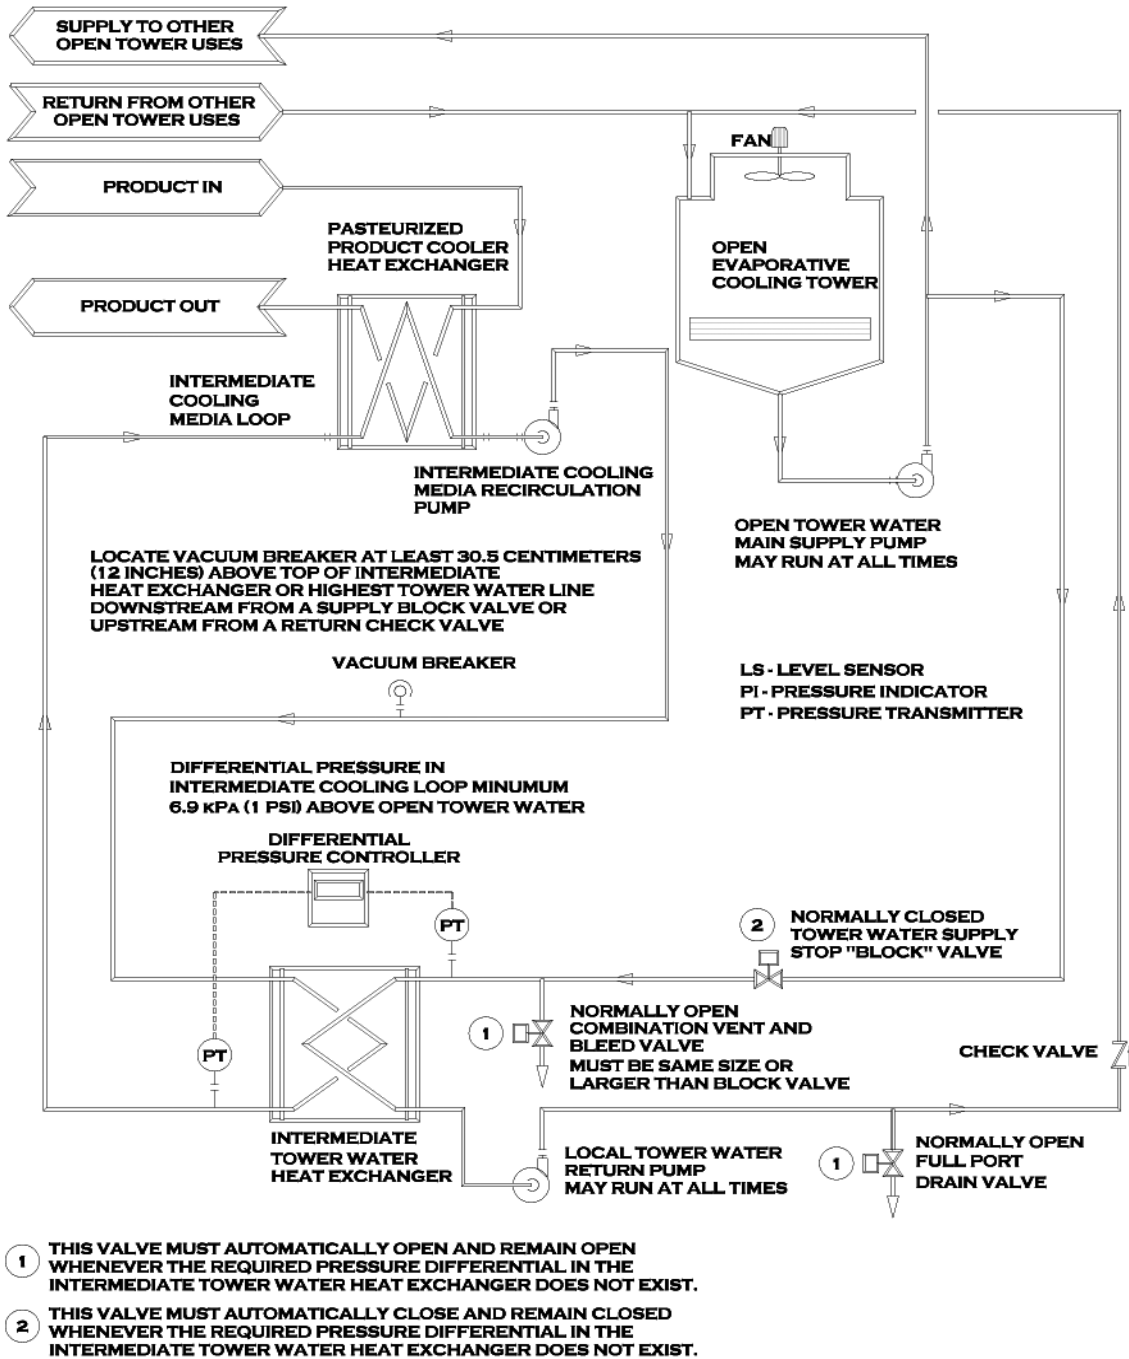 SUPPLY TO OTHER
OPEN TOWER USES
RETURN FROM OTHER
OPEN TOWER USES
FAN
PRODUCT IN
PASTEURIZED
PRODUCT COOLER
HEAT EXCHANGER
OPEN
EVAPORATIVE
COOLING TOWER
PRODUCT OUT
INTERMEDIATE
COOLING
MEDIA LOOP
INTERMEDIATE COOLING
MEDIA RECIRCULATION
PUMP
OPEN TOWER WATER
MAIN SUPPLY PUMP
MAY RUN AT ALL TIMES
LOCATE VACUUM BREAKER AT LEAST 30.5 CENTIMETERS
(12 INCHES) ABOVE TOP OF INTERMEDIATE
HEAT EXCHANGER OR HIGHEST TOWER WATER LINE
DOWNSTREAM FROM A SUPPLY BLOCK VALVE OR
UPSTREAM FROM A RETURN CHECK VALVE
VACUUM BREAKER
LS - LEVEL SENSOR
PI - PRESSURE INDICATOR
PT - PRESSURE TRANSMITTER
DIFFERENTIAL PRESSURE IN
INTERMEDIATE COOLING LOOP MINUMUM
6.9 KPA (1 PSI) ABOVE OPEN TOWER WATER
DIFFERENTIAL
PRESSURE CONTROLLER
PT
2
NORMALLY CLOSED
TOWER WATER SUPPLY
STOP "BLOCK" VALVE
1
NORMALLY OPEN
COMBINATION VENT AND
BLEED VALVE
MUST BE SAME SIZE OR
LARGER THAN BLOCK VALVE
PT
CHECK VALVE
INTERMEDIATE
TOWER WATER
HEAT EXCHANGER
LOCAL TOWER WATER
RETURN PUMP
MAY RUN AT ALL TIMES
1
NORMALLY OPEN
FULL PORT
DRAIN VALVE
1
THIS VALVE MUST AUTOMATICALLY OPEN AND REMAIN OPEN
WHENEVER THE REQUIRED PRESSURE DIFFERENTIAL IN THE
INTERMEDIATE TOWER WATER HEAT EXCHANGER DOES NOT EXIST.
2
THIS VALVE MUST AUTOMATICALLY CLOSE AND REMAIN CLOSED
WHENEVER THE REQUIRED PRESSURE DIFFERENTIAL IN THE
INTERMEDIATE TOWER WATER HEAT EXCHANGER DOES NOT EXIST.